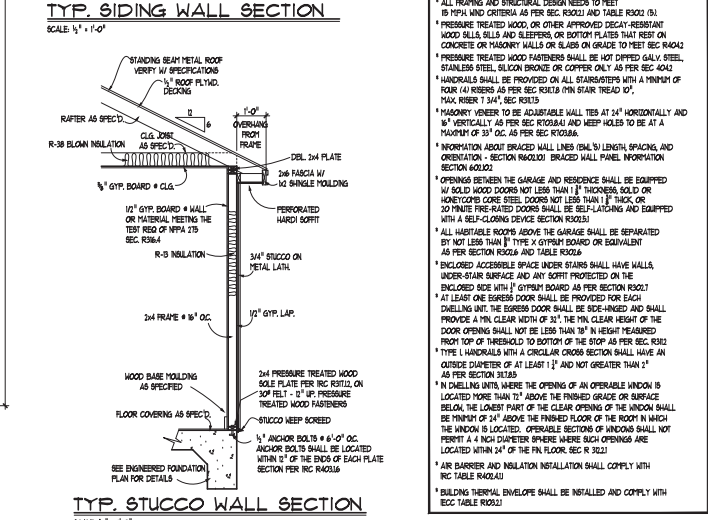 TYP. SIDING WALL SECTION
SCALE: 1/2" = 1'-0"
STANDING SEAM METAL ROOF
VERIFY W/ SPECIFICATIONS
1/2" ROOF PLYWD.
DECKING
12
6
1'-0"
OVERHANG
FROM
FRAME
RAFTER AS SPEC'D.
CLG. JOIST
AS SPEC'D.
R-38 BLOWN INSULATION
DBL. 2x4 PLATE
2x6 FASCIA W/
1x2 SHINGLE MOULDING
5/8" GYP. BOARD @ CLG.
PERFORATED
HARDI SOFFIT
1/2" GYP. BOARD @ WALL
OR MATERIAL MEETING THE
TEST REQ OF NFPA 275
SEC. R316.4
R-13 INSULATION
3/4" STUCCO ON
METAL LATH.
2x4 FRAME @ 16" O.C.
1/2" GYP. LAP.
WOOD BASE MOULDING
AS SPECIFIED
2x4 PRESSURE TREATED WOOD
SOLE PLATE PER IRC R317.1.2, ON
30# FELT - 12" UP. PRESSURE
TREATED WOOD FASTENERS
FLOOR COVERING AS SPEC'D.
STUCCO WEEP SCREED
1/2" ANCHOR BOLTS @ 6'-0" OC.
ANCHOR BOLTS SHALL BE LOCATED
WITHIN 12" OF THE ENDS OF EACH PLATE
SECTION PER IRC R403.1.6
SEE ENGINEERED FOUNDATION
PLAN FOR DETAILS
TYP. STUCCO WALL SECTION
* ALL FRAMING AND STRUCTURAL DESIGN NEEDS TO MEET
115 MPH. WIND CRITERIA AS PER SEC. R301.2.1 AND TABLE R301.2 (5).
* PRESSURE TREATED WOOD, OR OTHER APPROVED DECAY-RESISTANT
WOOD SILLS, SILLS AND SLEEPERS, OR BOTTOM PLATES THAT REST ON
CONCRETE OR MASONRY WALLS OR SLABS ON GRADE TO MEET SEC R404.2
* PRESSURE TREATED WOOD FASTENERS SHALL BE HOT DIPPED GALV. STEEL,
STAINLESS STEEL, SILICON BRONZE OR COPPER ONLY AS PER SEC 404.2
* HANDRAILS SHALL BE PROVIDED ON ALL STAIRS/STEPS WITH A MINIMUM OF
FOUR (4) RISERS AS PER SEC R311.7.8 (MIN STAIR TREAD 10",
MAX. RISER 7 3/4", SEC R311.7.5
* MASONRY VENEER TO BE ADJUSTABLE WALL TIES AT 24" HORIZONTALLY AND
16" VERTICALLY AS PER SEC R703.8.4.1 AND WEEP HOLES TO BE AT A
MAXIMUM OF 33" O.C. AS PER SEC R703.8.6.
* INFORMATION ABOUT BRACED WALL LINES (BWL'S) LENGTH, SPACING, AND
ORIENTATION - SECTION R602.10.1 BRACED WALL PANEL INFORMATION
SECTION 602.10.2
* OPENINGS BETWEEN THE GARAGE AND RESIDENCE SHALL BE EQUIPPED
W/ SOLID WOOD DOORS NOT LESS THAN 1 3/8" THICKNESS, SOLID OR
HONEYCOMB CORE STEEL DOORS NOT LESS THAN 1 3/8" THICK, OR
20 MINUTE FIRE-RATED DOORS SHALL BE SELF-LATCHING AND EQUIPPED
WITH A SELF-CLOSING DEVICE SECTION R302.5.1
* ALL HABITABLE ROOMS ABOVE THE GARAGE SHALL BE SEPARATED
BY NOT LESS THAN 5/8" TYPE X GYPSUM BOARD OR EQUIVALENT
AS PER SECTION R302.6 AND TABLE R302.6
* ENCLOSED ACCESSIBLE SPACE UNDER STAIRS SHALL HAVE WALLS,
UNDER-STAIR SURFACE AND ANY SOFFIT PROTECTED ON THE
ENCLOSED SIDE WITH 1/2" GYPSUM BOARD AS PER SECTION R302.7
* AT LEAST ONE EGRESS DOOR SHALL BE PROVIDED FOR EACH
DWELLING UNIT. THE EGRESS DOOR SHALL BE SIDE-HINGED AND SHALL
PROVIDE A MIN. CLEAR WIDTH OF 32". THE MIN. CLEAR HEIGHT OF THE
DOOR OPENING SHALL NOT BE LESS THAN 78" IN HEIGHT MEASURED
FROM TOP OF THRESHOLD TO BOTTOM OF THE STOP AS PER SEC. R311.2
* TYPE I, HANDRAILS WITH A CIRCULAR CROSS SECTION SHALL HAVE AN
OUTSIDE DIAMETER OF AT LEAST 1 1/4" AND NOT GREATER THAN 2"
AS PER SECTION 311.7.8.5
* N DWELLING UNITS, WHERE THE OPENING OF AN OPERABLE WINDOW IS
LOCATED MORE THAN 72" ABOVE THE FINISHED GRADE OR SURFACE
BELOW, THE LOWEST PART OF THE CLEAR OPENING OF THE WINDOW SHALL
BE MINIMUM OF 24" ABOVE THE FINISHED FLOOR OF THE ROOM IN WHICH
THE WINDOW IS LOCATED. OPERABLE SECTIONS OF WINDOWS SHALL NOT
PERMIT A 4 INCH DIAMETER SPHERE WHERE SUCH OPENINGS ARE
LOCATED WITHIN 24" OF THE FIN. FLOOR. SEC R 312.2.1
* AIR BARRIER AND INSULATION INSTALLATION SHALL COMPLY WITH
IRC TABLE R402.4.1.1
* BUILDING THERMAL ENVELOPE SHALL BE INSTALLED AND COMPLY WITH
IECC TABLE R103.2.1